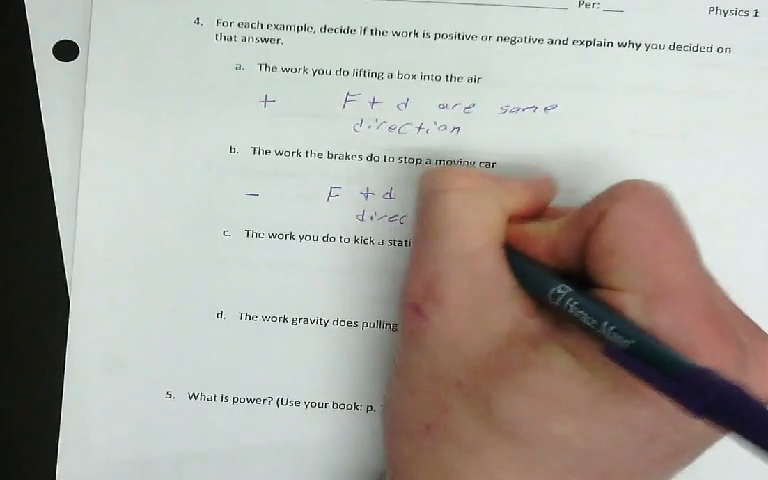 Per: ___
Physics 1
4. For each example, decide if the work is positive or negative and explain why you decided on
that answer.
a. The work you do lifting a box into the air
+ F + d are same
direction
b. The work the brakes do to stop a moving car
- F + d
direc
c. The work you do to kick a stati
d. The work gravity does pulling
5. What is power? (Use your book: p.
Horace Mann